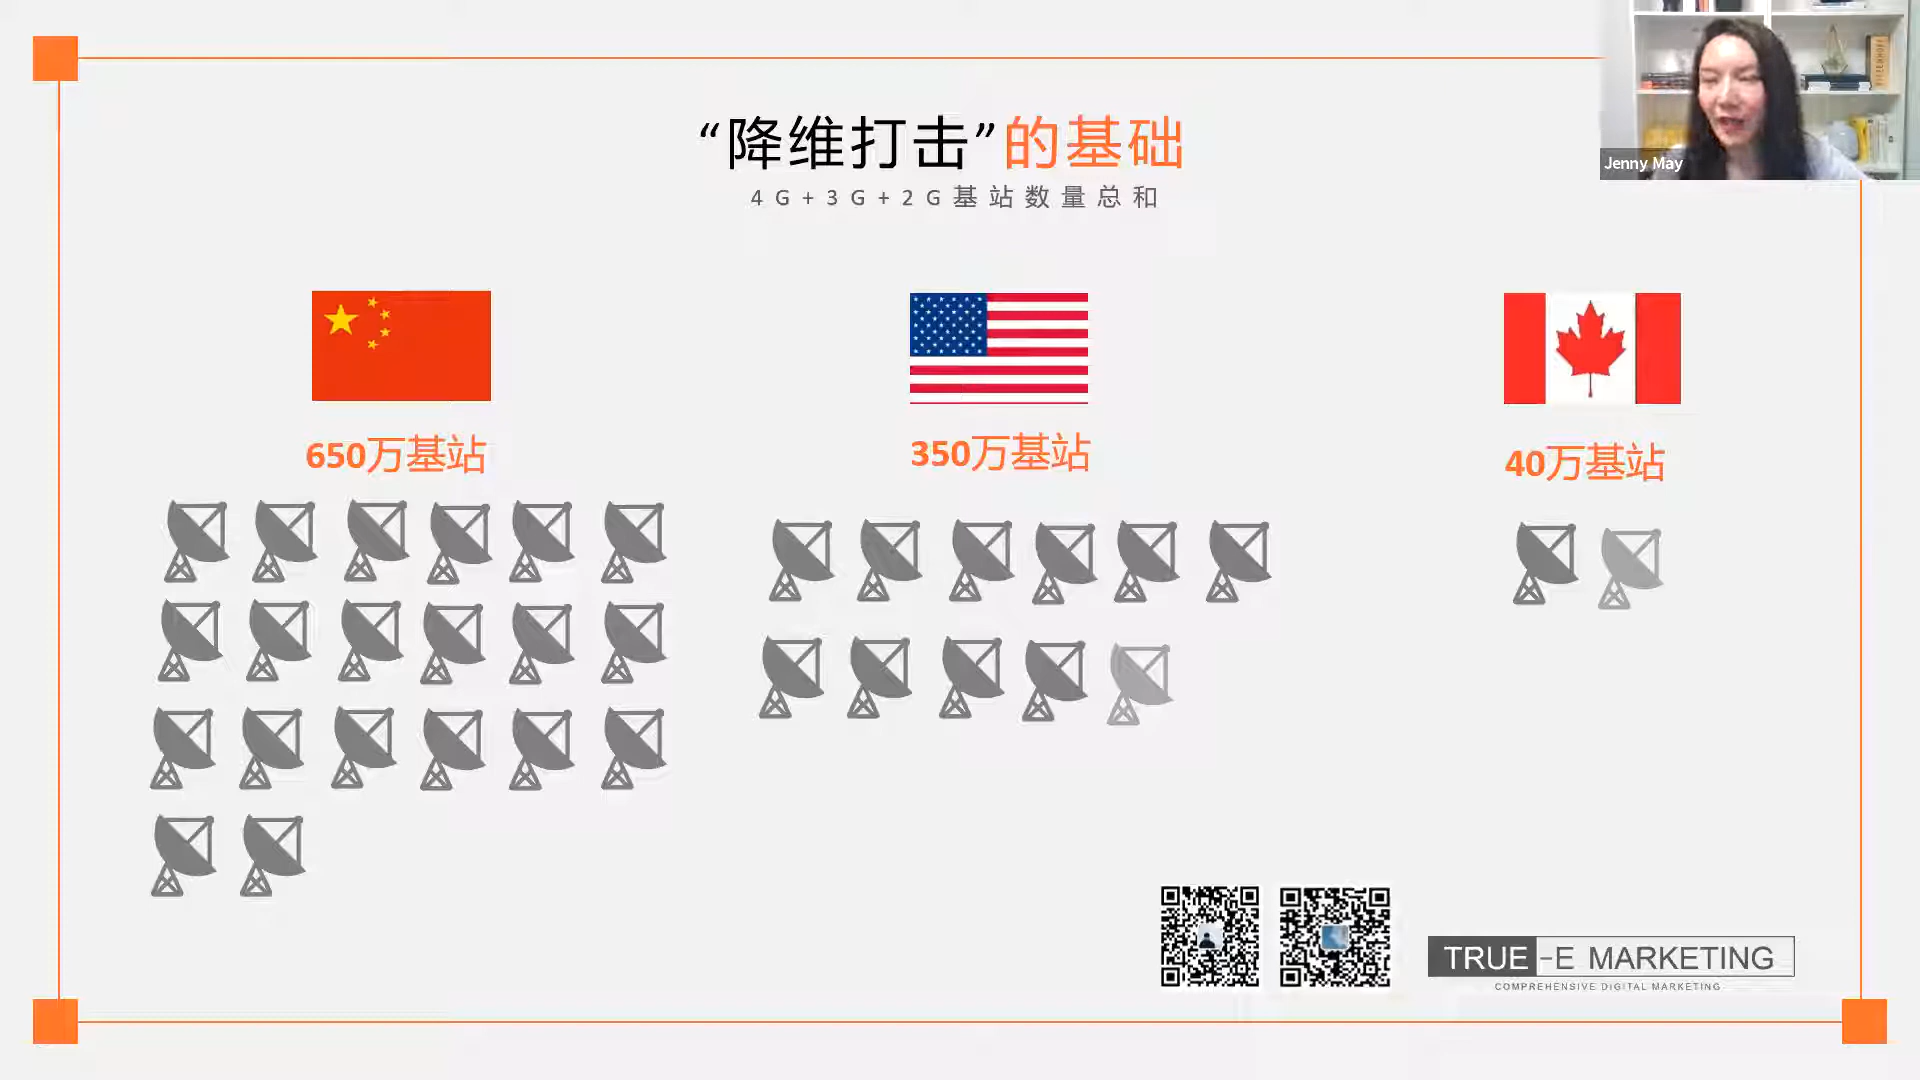 “降维打击”的基础
4G+3G+2G基站数量总和
Jenny May
650万基站
350万基站
40万基站
TRUE-E MARKETING
COMPREHENSIVE DIGITAL MARKETING